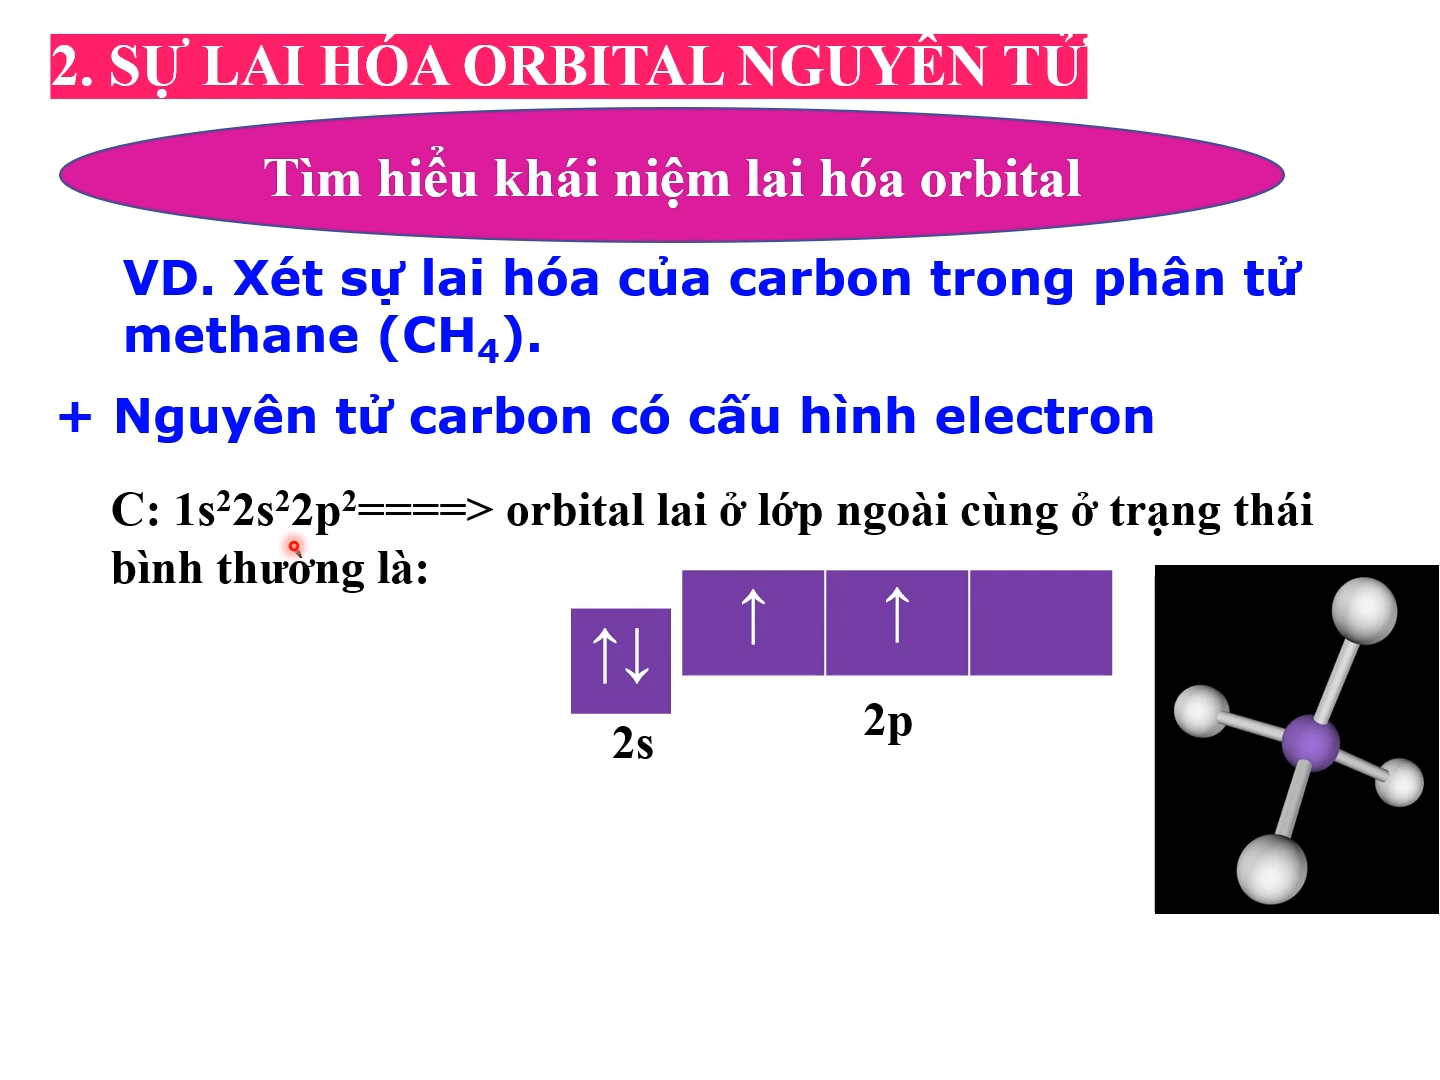 2. SỰ LAI HÓA ORBITAL NGUYÊN TỬ
Tìm hiểu khái niệm lai hóa orbital
VD. Xét sự lai hóa của carbon trong phân tử
methane (CH₄).
+ Nguyên tử carbon có cấu hình electron
C: 1s²2s²2p²====> orbital lai ở lớp ngoài cùng ở trạng thái
bình thường là:
↑ ↑
↑↓
2p
2s